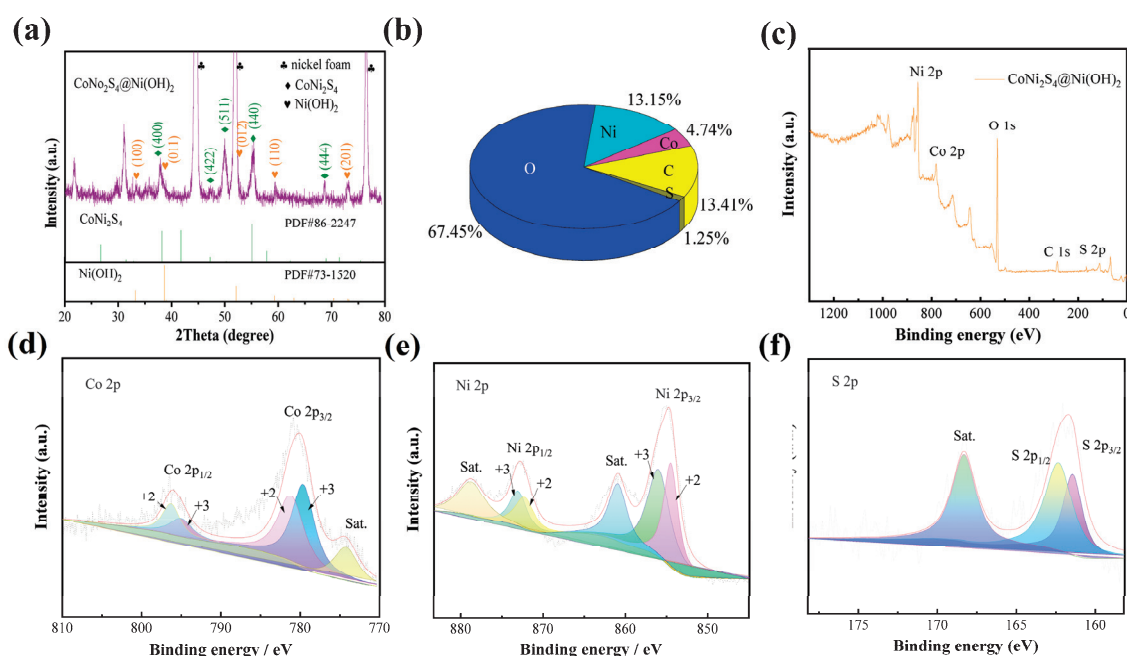 (a)
Intensity (a.u.)
CoNo₂S₄@Ni(OH)₂
♣ nickel foam
♦ CoNi₂S₄
♥ Ni(OH)₂
(100)
(400)
(011)
(422)
(511)
(012)
(440)
(110)
(444)
(201)
CoNi₂S₄
PDF#86-2247
Ni(OH)₂
PDF#73-1520
20 30 40 50 60 70 80
2Theta (degree)
(b)
13.15%
Ni
4.74%
Co
O
C
S
13.41%
67.45%
1.25%
(c)
Intensity (a.u.)
Ni 2p
CoNi₂S₄@Ni(OH)₂
O 1s
Co 2p
C 1s
S 2p
1200 1000 800 600 400 200 0
Binding energy (eV)
(d)
Intensity (a.u.)
Co 2p
Co 2p₃/₂
Co 2p₁/₂
+2
+3
+2
+3
Sat.
810 800 790 780 770
Binding energy / eV
(e)
Intensity (a.u.)
Ni 2p
Ni 2p₃/₂
Ni 2p₁/₂
Sat.
+3
+2
Sat.
+3
+2
880 870 860 850
Binding energy / eV
(f)
S 2p
Sat.
S 2p₁/₂
S 2p₃/₂
175 170 165 160
Binding energy (eV)